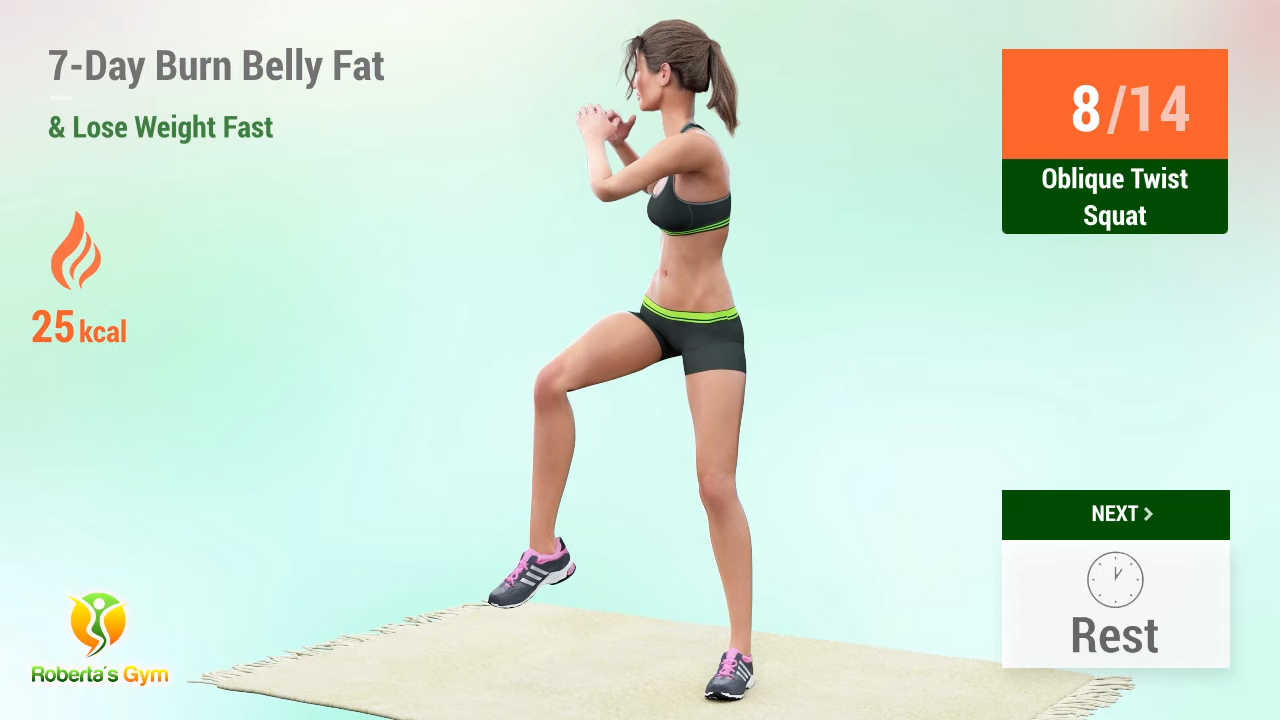 7-Day Burn Belly Fat
& Lose Weight Fast
8/14
Oblique Twist
Squat
25 kcal
NEXT >
Rest
Roberta's Gym